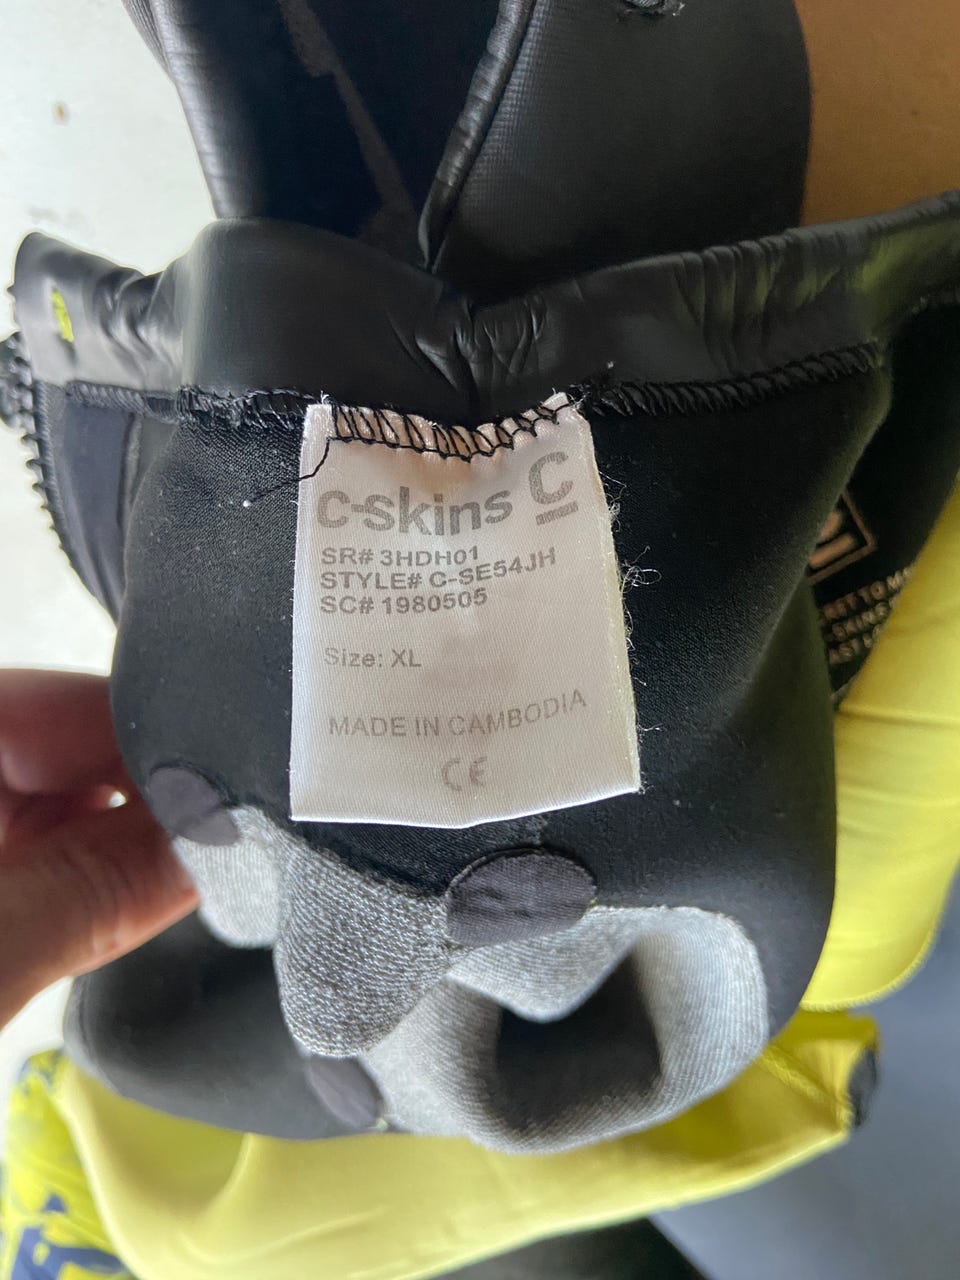 C-Skins C
SR# 3HDH01
STYLE# C-SE54JH
SC# 1980505
Size: XL
MADE IN CAMBODIA
CE